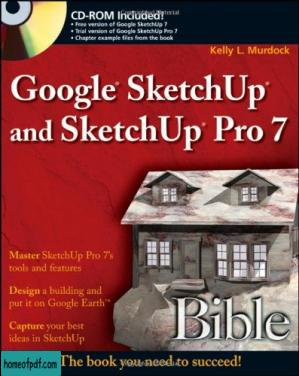 CD-ROM Included!
• Free version of Google SketchUp 7
• Trial version of Google SketchUp Pro 7
• Chapter example files from the book
Kelly L. Murdock
Google® SketchUp®
and SketchUp® Pro 7
Master SketchUp Pro 7's
tools and features
Design a building and
put it on Google Earth™
Capture your best
ideas in SketchUp
Bible
The book you need to succeed!
homeofpdf.com